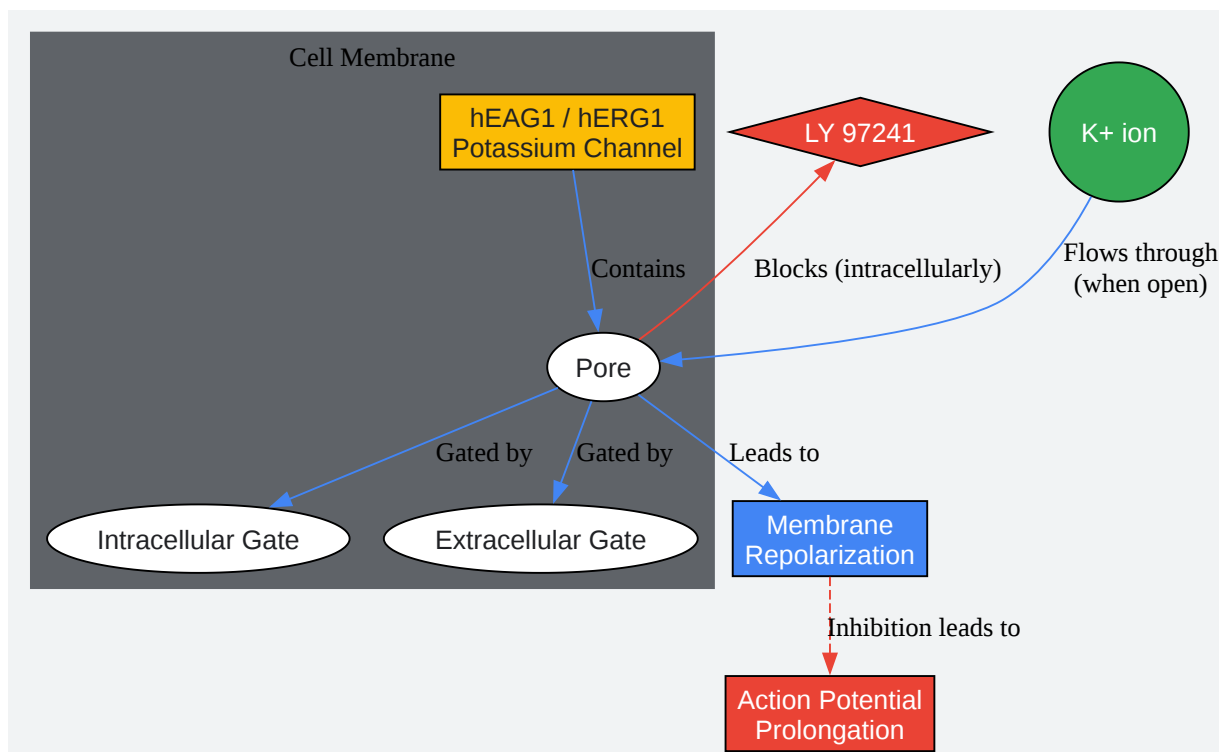 Cell Membrane
hEAG1 / hERG1
Potassium Channel
LY 97241
K+ ion
Contains
Blocks (intracellularly)
Flows through
(when open)
Pore
Gated by
Gated by
Leads to
Intracellular Gate
Extracellular Gate
Membrane
Repolarization
Inhibition leads to
Action Potential
Prolongation